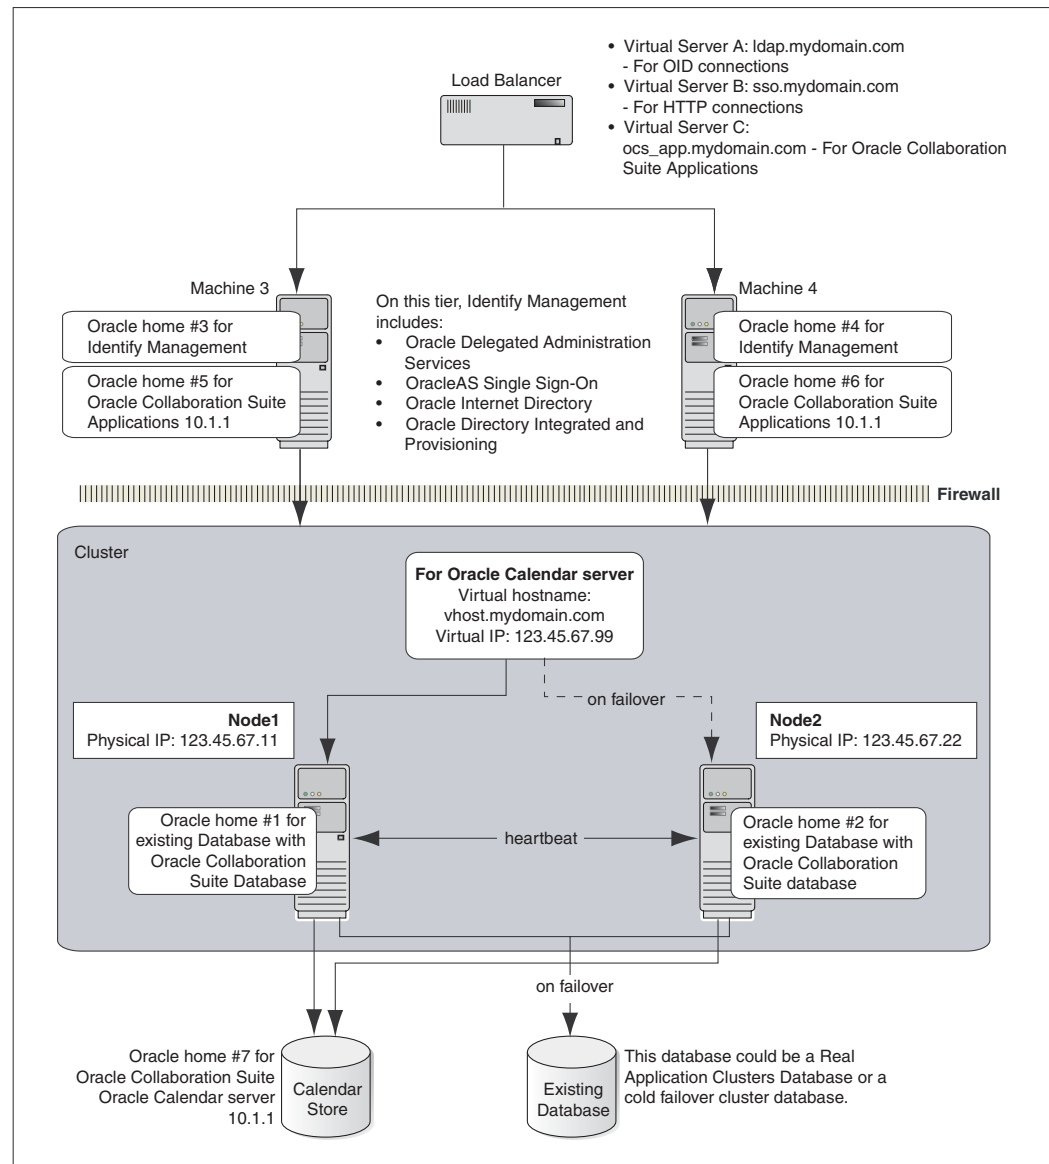 Load Balancer
• Virtual Server A: ldap.mydomain.com
- For OID connections
• Virtual Server B: sso.mydomain.com
- For HTTP connections
• Virtual Server C:
ocs_app.mydomain.com - For Oracle Collaboration
Suite Applications
Machine 3
Oracle home #3 for
Identify Management
Oracle home #5 for
Oracle Collaboration Suite
Applications 10.1.1
On this tier, Identify Management
includes:
• Oracle Delegated Administration
Services
• OracleAS Single Sign-On
• Oracle Internet Directory
• Oracle Directory Integrated and
Provisioning
Machine 4
Oracle home #4 for
Identify Management
Oracle home #6 for
Oracle Collaboration Suite
Applications 10.1.1
Firewall
Cluster
For Oracle Calendar server
Virtual hostname:
vhost.mydomain.com
Virtual IP: 123.45.67.99
on failover
Node1
Physical IP: 123.45.67.11
Node2
Physical IP: 123.45.67.22
Oracle home #1 for
existing Database with
Oracle Collaboration
Suite Database
heartbeat
Oracle home #2 for
existing Database with
Oracle Collaboration
Suite database
on failover
Oracle home #7 for
Oracle Collaboration Suite
Oracle Calendar server
10.1.1
Calendar
Store
Existing
Database
This database could be a Real
Application Clusters Database or a
cold failover cluster database.